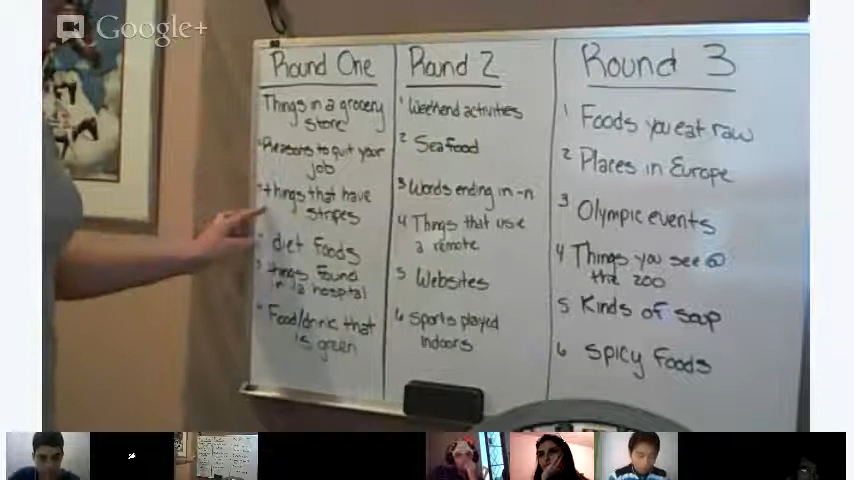 Google+
Round One
Things in a grocery
store
Reasons to quit your
job
things that have
stripes
diet foods
things found
in a hospital
Food/drink that
is green
Round 2
1 Weekend activities
2 Seafood
3 Words ending in -n
4 Things that use
a remote
5 Websites
6 Sports played
indoors
Round 3
1 Foods you eat raw
2 Places in Europe
3 Olympic events
4 Things you see @
the zoo
5 Kinds of soup
6 Spicy foods